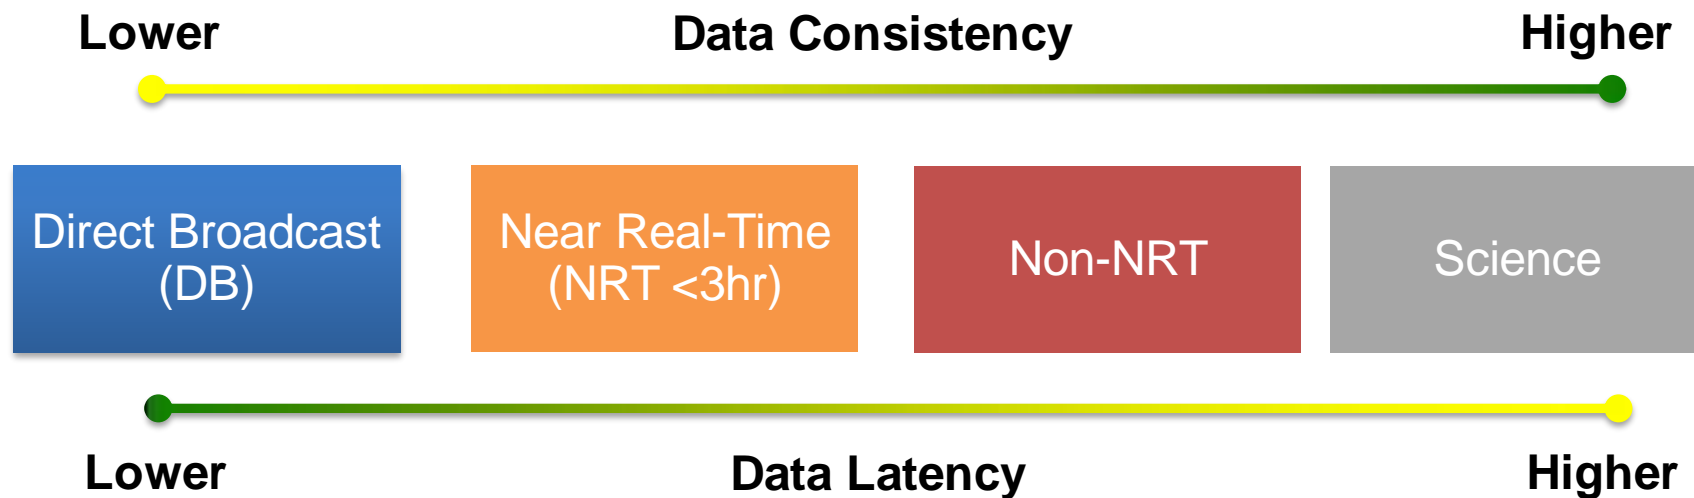 Lower Data Consistency Higher
Direct Broadcast
(DB)
Near Real-Time
(NRT <3hr)
Non-NRT
Science
Lower Data Latency Higher